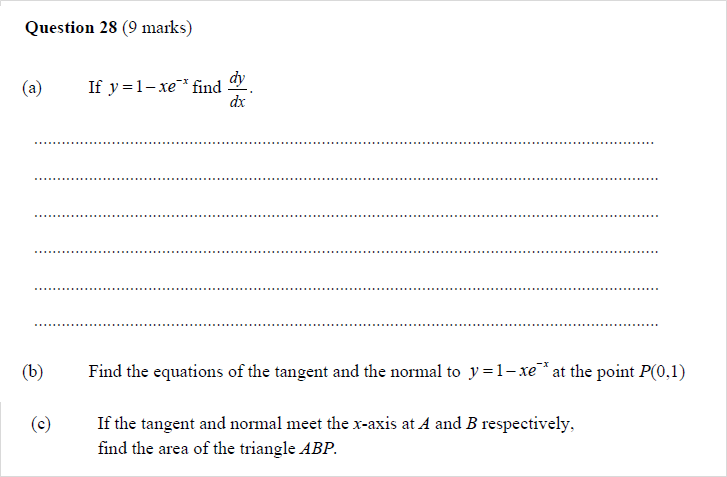 Question 28 (9 marks)
(a) If y = 1 − xe⁻ˣ find dy/dx.
(b) Find the equations of the tangent and the normal to y = 1 − xe⁻ˣ at the point P(0,1)
(c) If the tangent and normal meet the x-axis at A and B respectively,
find the area of the triangle ABP.